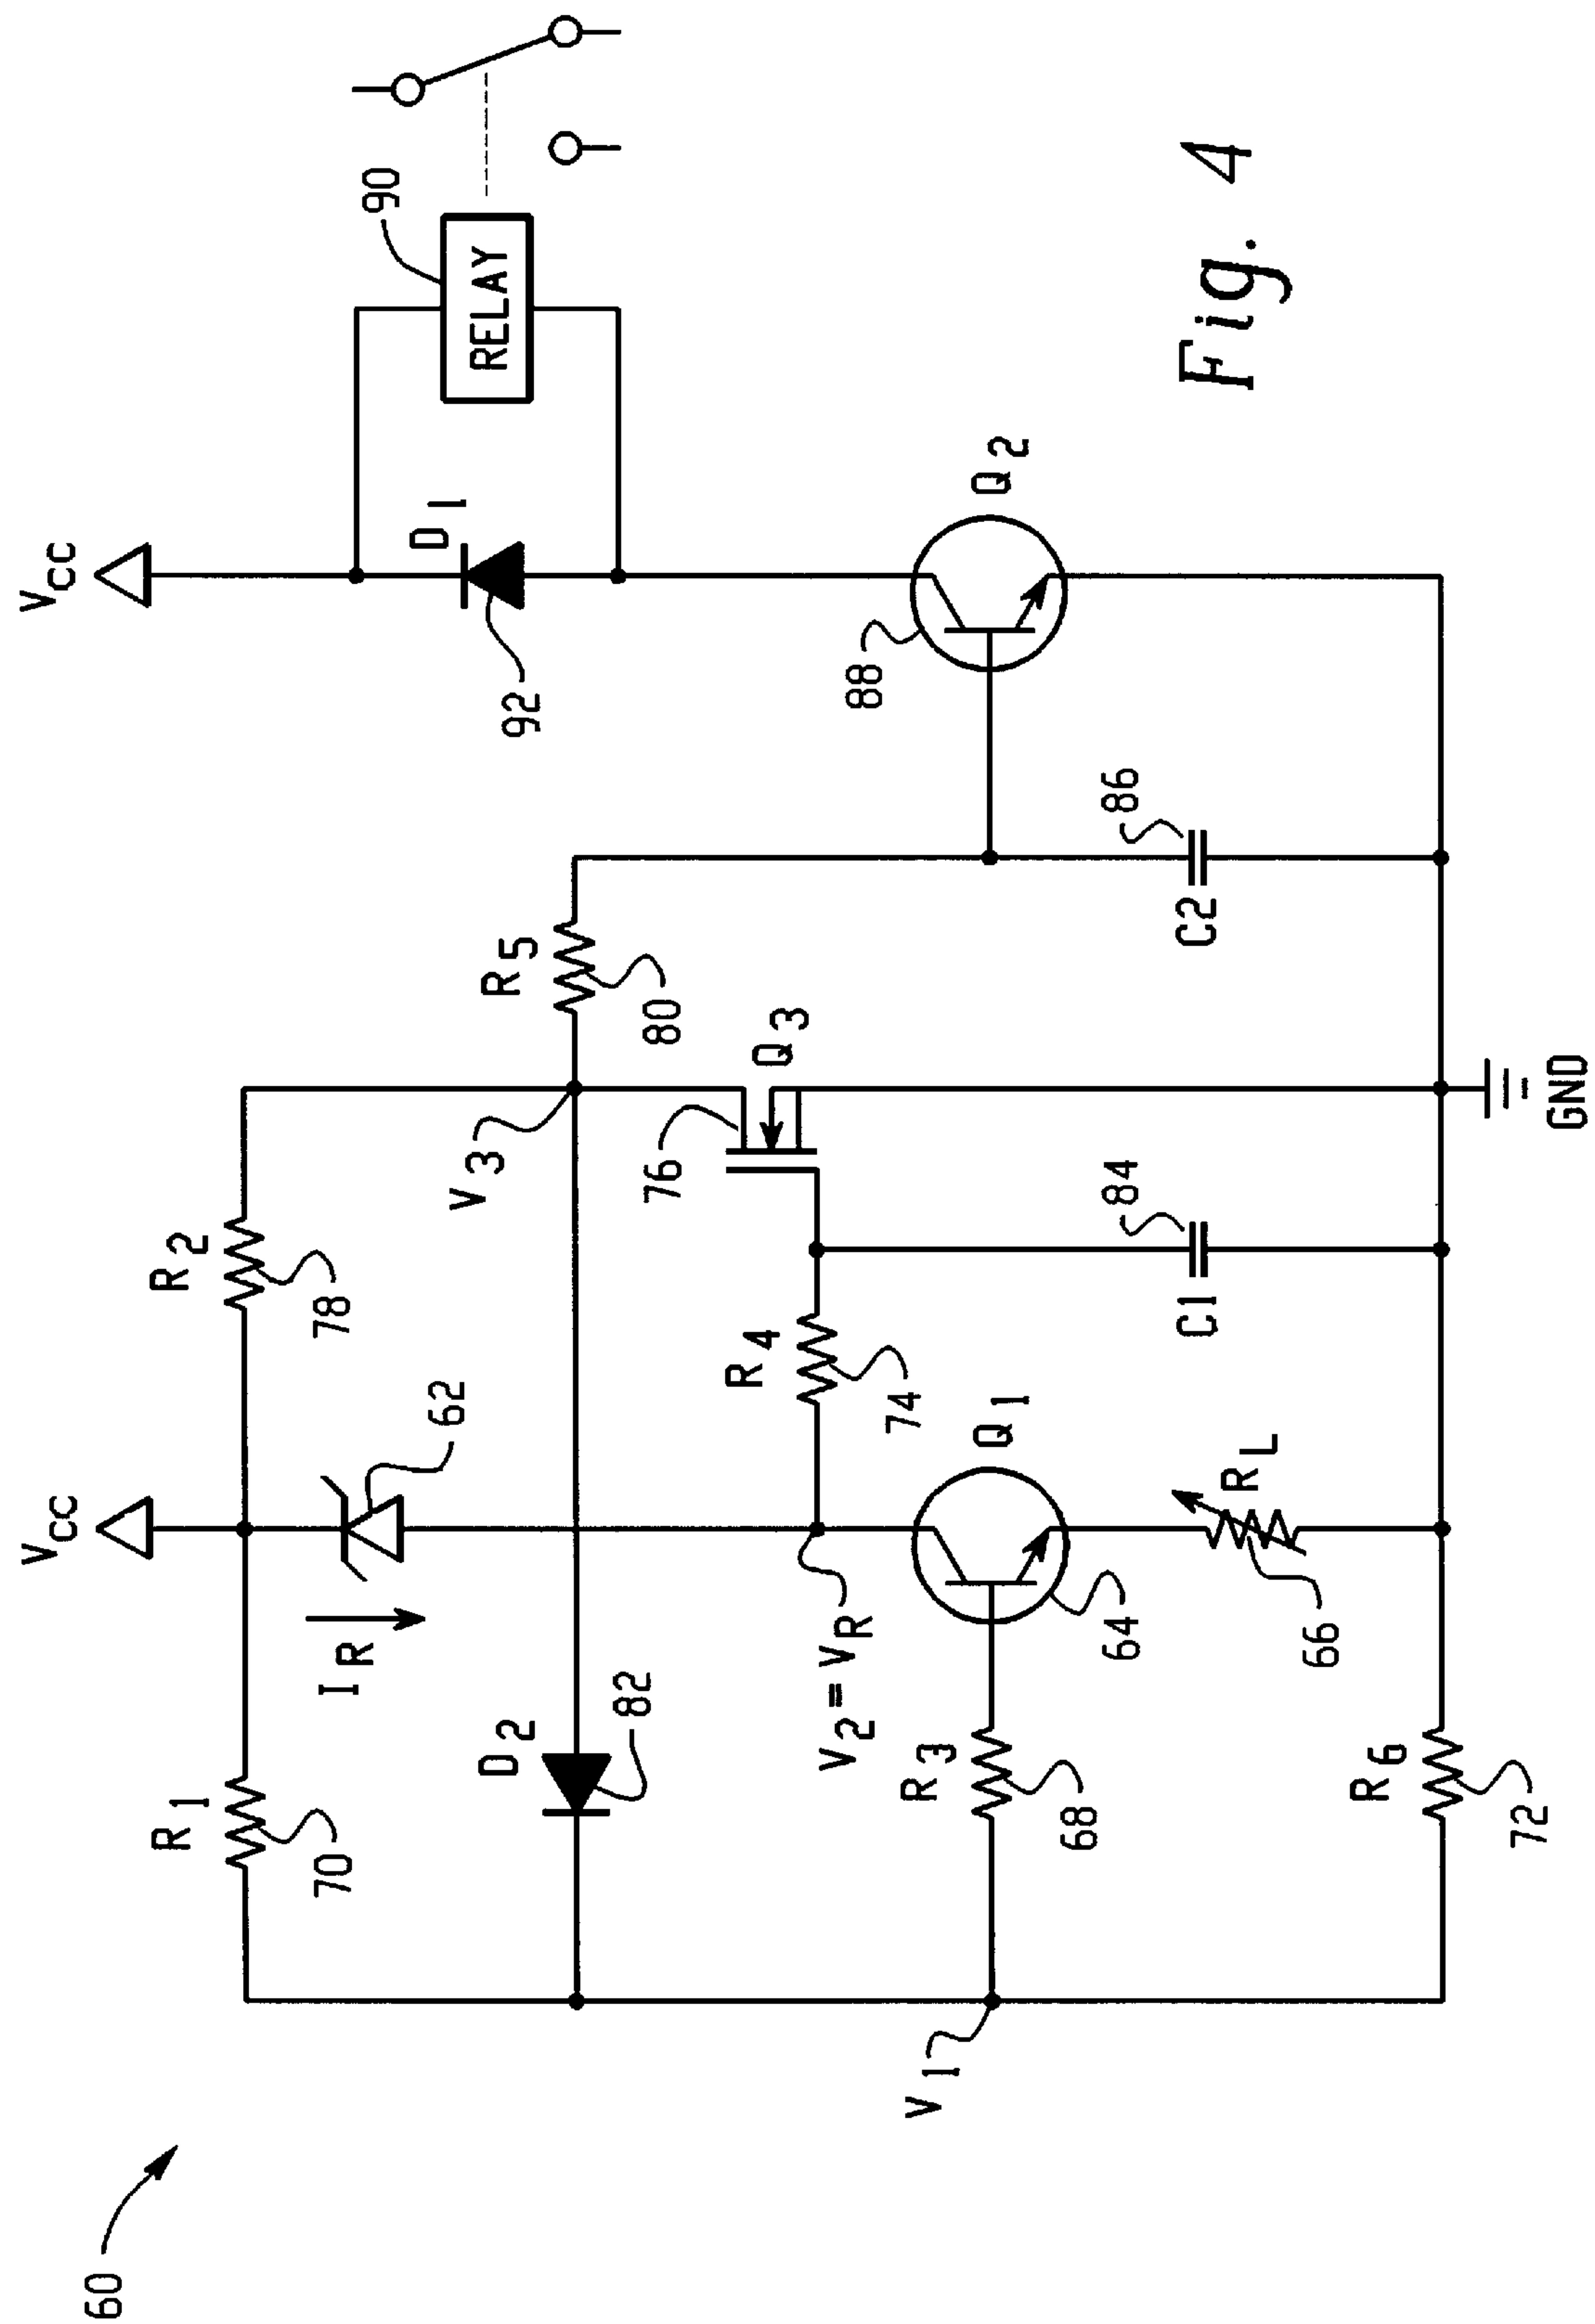 60
VCC
VCC
R1
70
IR
62
R2
78
D2
82
V3
R5
80
D1
92
90
RELAY
V2=VR
R4
74
76
Q3
V1
R3
68
Q1
64
88
Q2
RL
66
C1
84
C2
86
R6
72
GND
Fig. 4